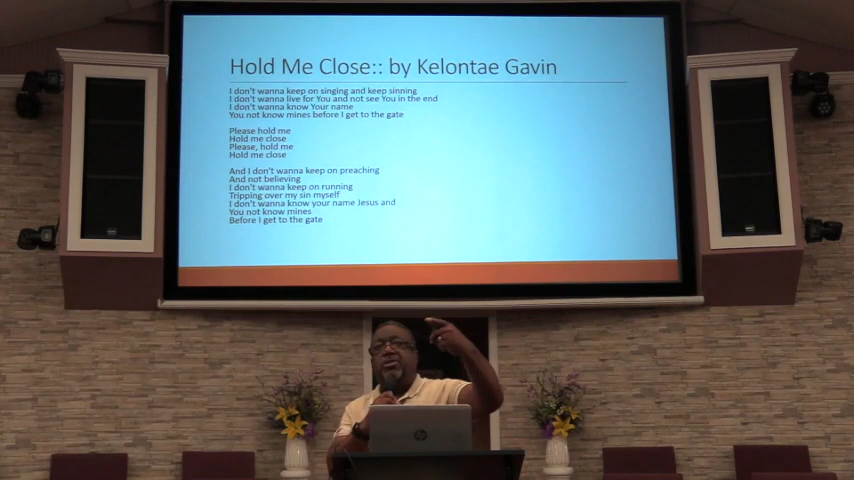 Hold Me Close:: by Kelontae Gavin
I don't wanna keep on singing and keep sinning
I don't wanna live for You and not see You in the end
I don't wanna know Your name
You not know mines before I get to the gate
Please hold me
Hold me close
Please, hold me
Hold me close
And I don't wanna keep on preaching
And not believing
I don't wanna keep on running
Tripping over my sin myself
I don't wanna know your name Jesus and
You not know mines
Before I get to the gate
hp